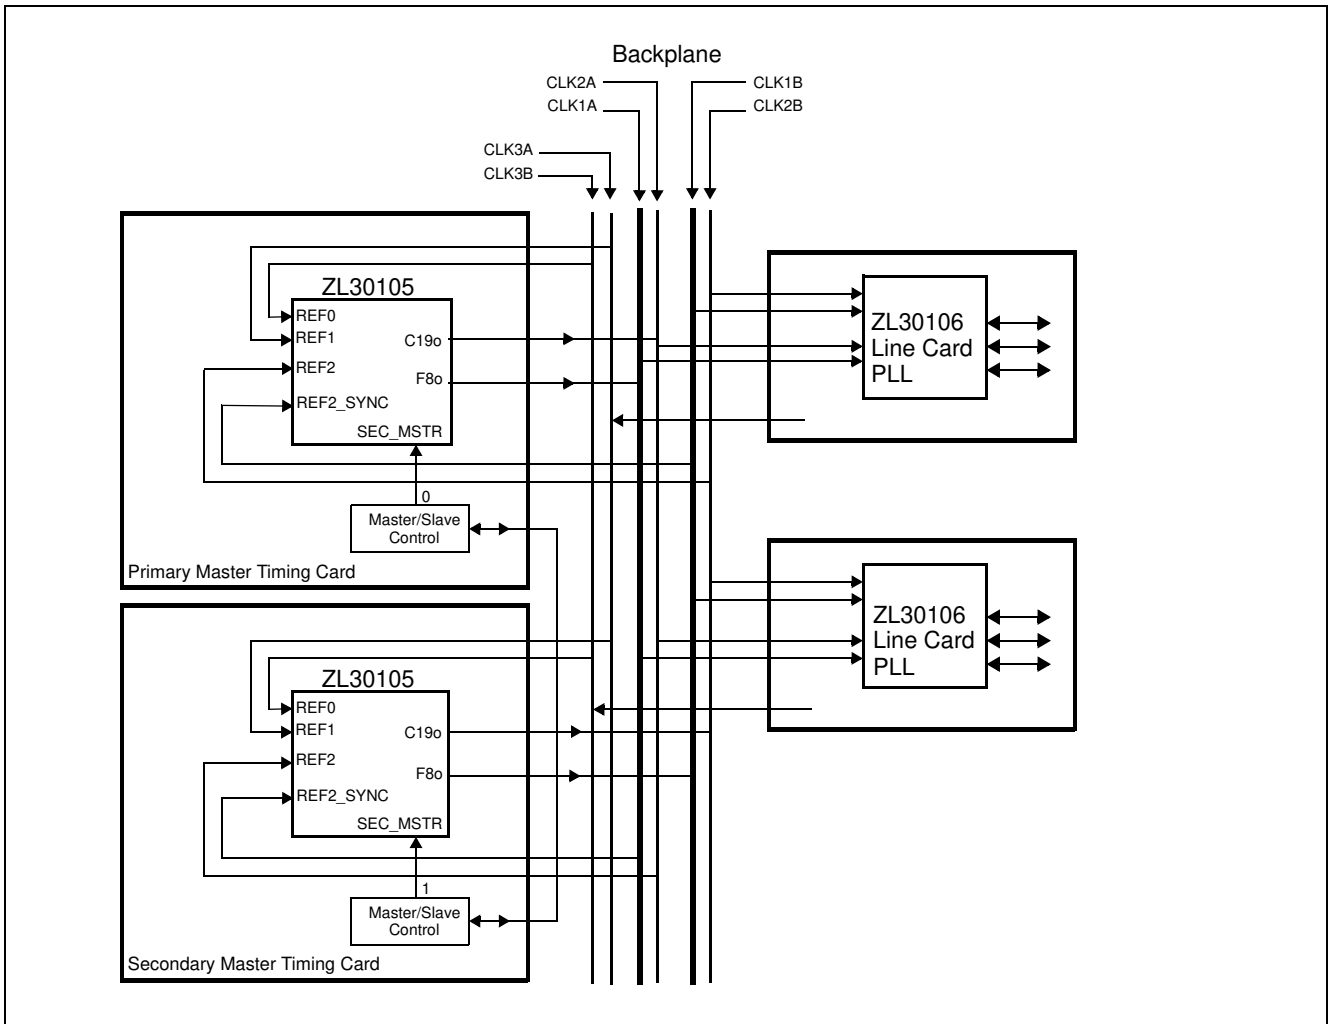 Backplane
CLK2A
CLK1B
CLK1A
CLK2B
CLK3A
CLK3B
ZL30105
REF0
REF1
C19o
REF2
F8o
REF2_SYNC
SEC_MSTR
0
Master/Slave
Control
Primary Master Timing Card
ZL30106
Line Card
PLL
ZL30105
REF0
REF1
C19o
REF2
F8o
REF2_SYNC
SEC_MSTR
1
Master/Slave
Control
Secondary Master Timing Card
ZL30106
Line Card
PLL